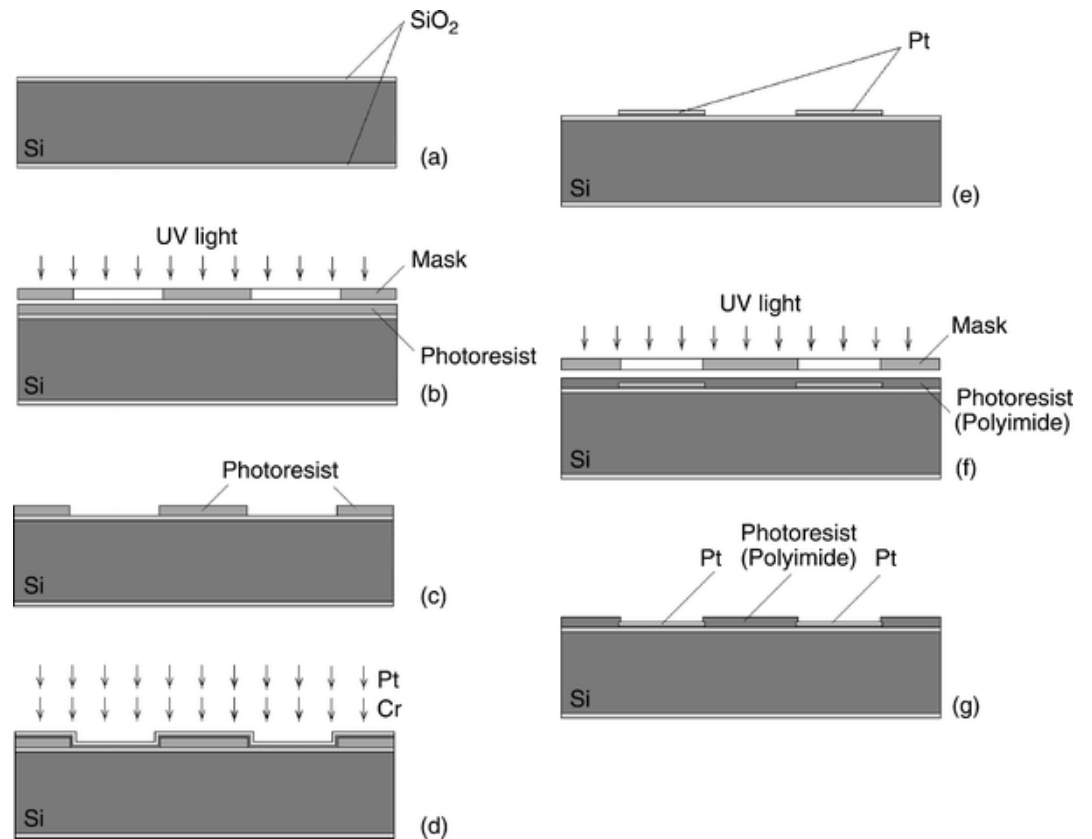 SiO₂
Si
(a)
UV light
Mask
Photoresist
Si
(b)
Photoresist
Si
(c)
Pt
Cr
Si
(d)
Pt
Si
(e)
UV light
Mask
Photoresist
(Polyimide)
Si
(f)
Photoresist
Pt (Polyimide) Pt
Si
(g)